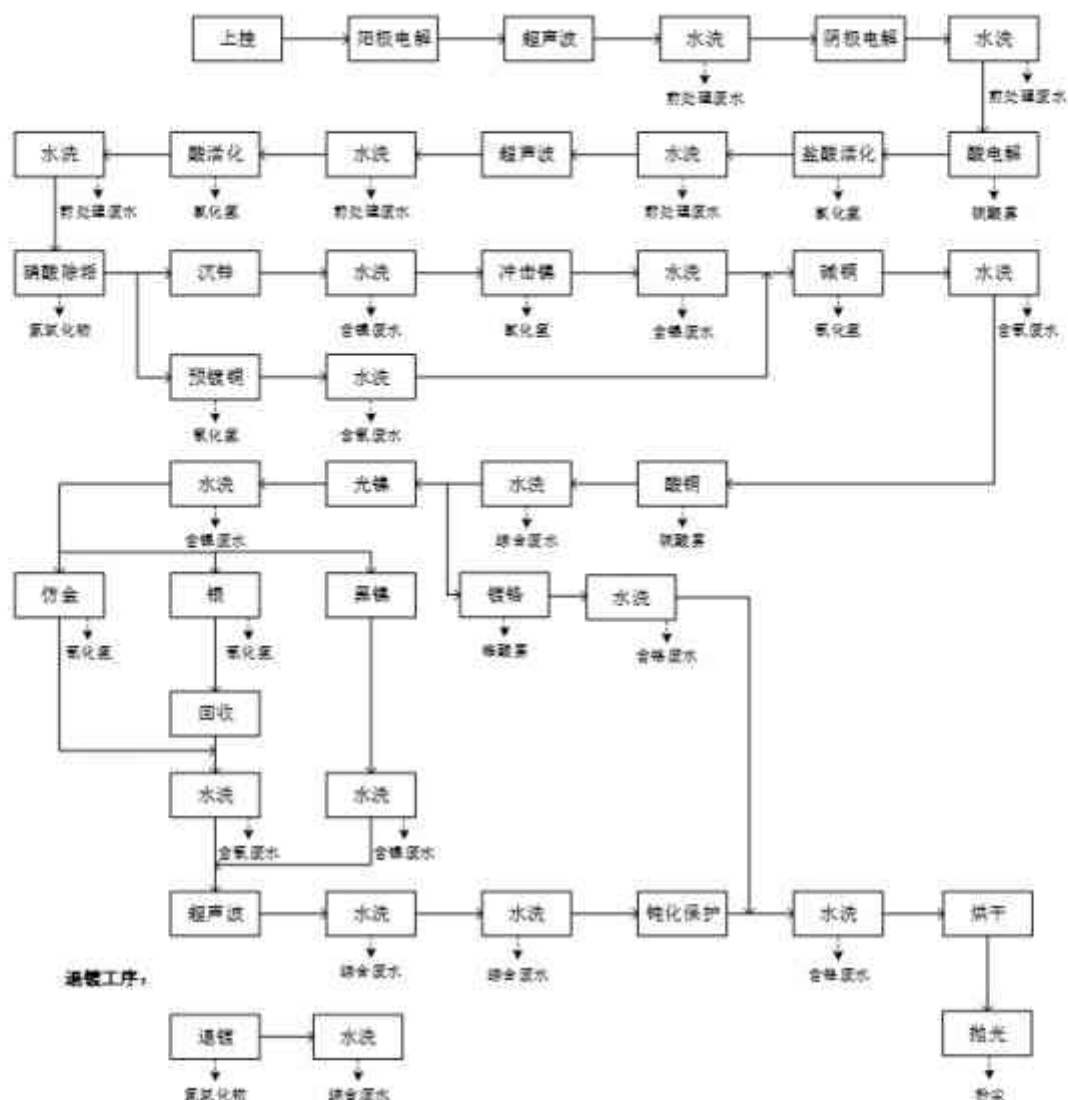 上挂 阳极电解 超声波 水洗 阴极电解 水洗
前处理废水 前处理废水
水洗 酸活化 水洗 超声波 水洗 盐酸活化 酸电解
前处理废水 氯化氢 前处理废水 前处理废水 氯化氢 硫酸雾
硝酸除垢 沉锌 水洗 冲击镍 水洗 碱铜 水洗
氮氧化物 含镍废水 氯化氢 含镍废水 氰化氢 含氰废水
预镀铜 水洗
氰化氢 含氰废水
水洗 光镍 水洗 酸铜
含镍废水 综合废水 硫酸雾
仿金 银 黑镍 镀铬 水洗
氰化氢 氰化氢 铬酸雾 含铬废水
回收
水洗 水洗
含氰废水 含镍废水
超声波 水洗 水洗 钝化保护 水洗 烘干
综合废水 综合废水 含铬废水
退镀工序:
退镀 水洗 抛光
氮氧化物 综合废水 粉尘